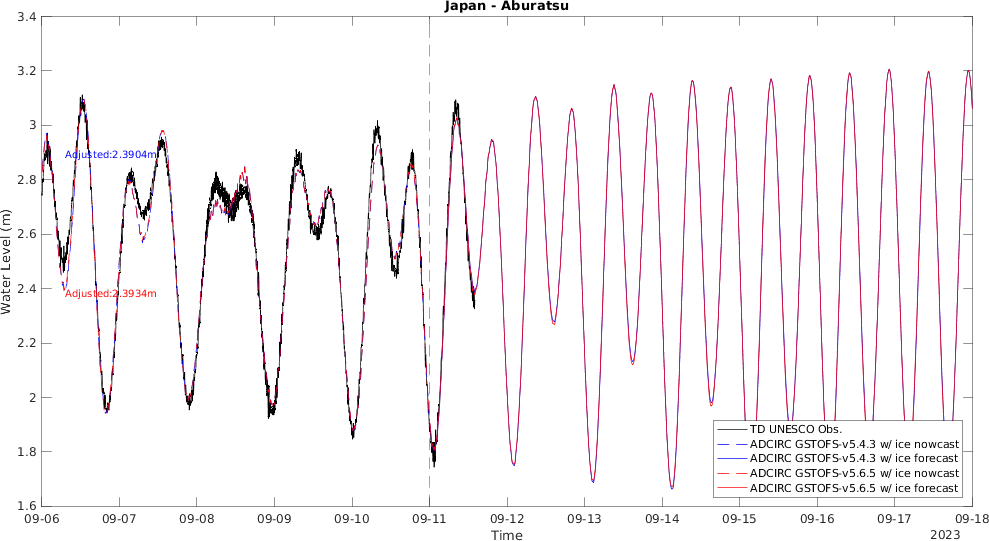 Japan - Aburatsu
Water Level (m)
3.4
3.2
3
2.8
2.6
2.4
2.2
2
1.8
1.6
Adjusted:2.3904m
Adjusted:2.3934m
TD UNESCO Obs.
ADCIRC GSTOFS-v5.4.3 w/ ice nowcast
ADCIRC GSTOFS-v5.4.3 w/ ice forecast
ADCIRC GSTOFS-v5.6.5 w/ ice nowcast
ADCIRC GSTOFS-v5.6.5 w/ ice forecast
09-06 09-07 09-08 09-09 09-10 09-11 09-12 09-13 09-14 09-15 09-16 09-17 09-18
Time
2023